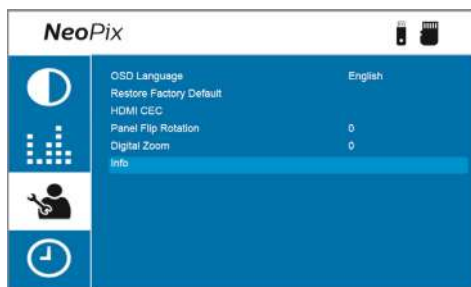 NeoPix
OSD Language English
Restore Factory Default
HDMI CEC
Panel Flip Rotation 0
Digital Zoom 0
Info